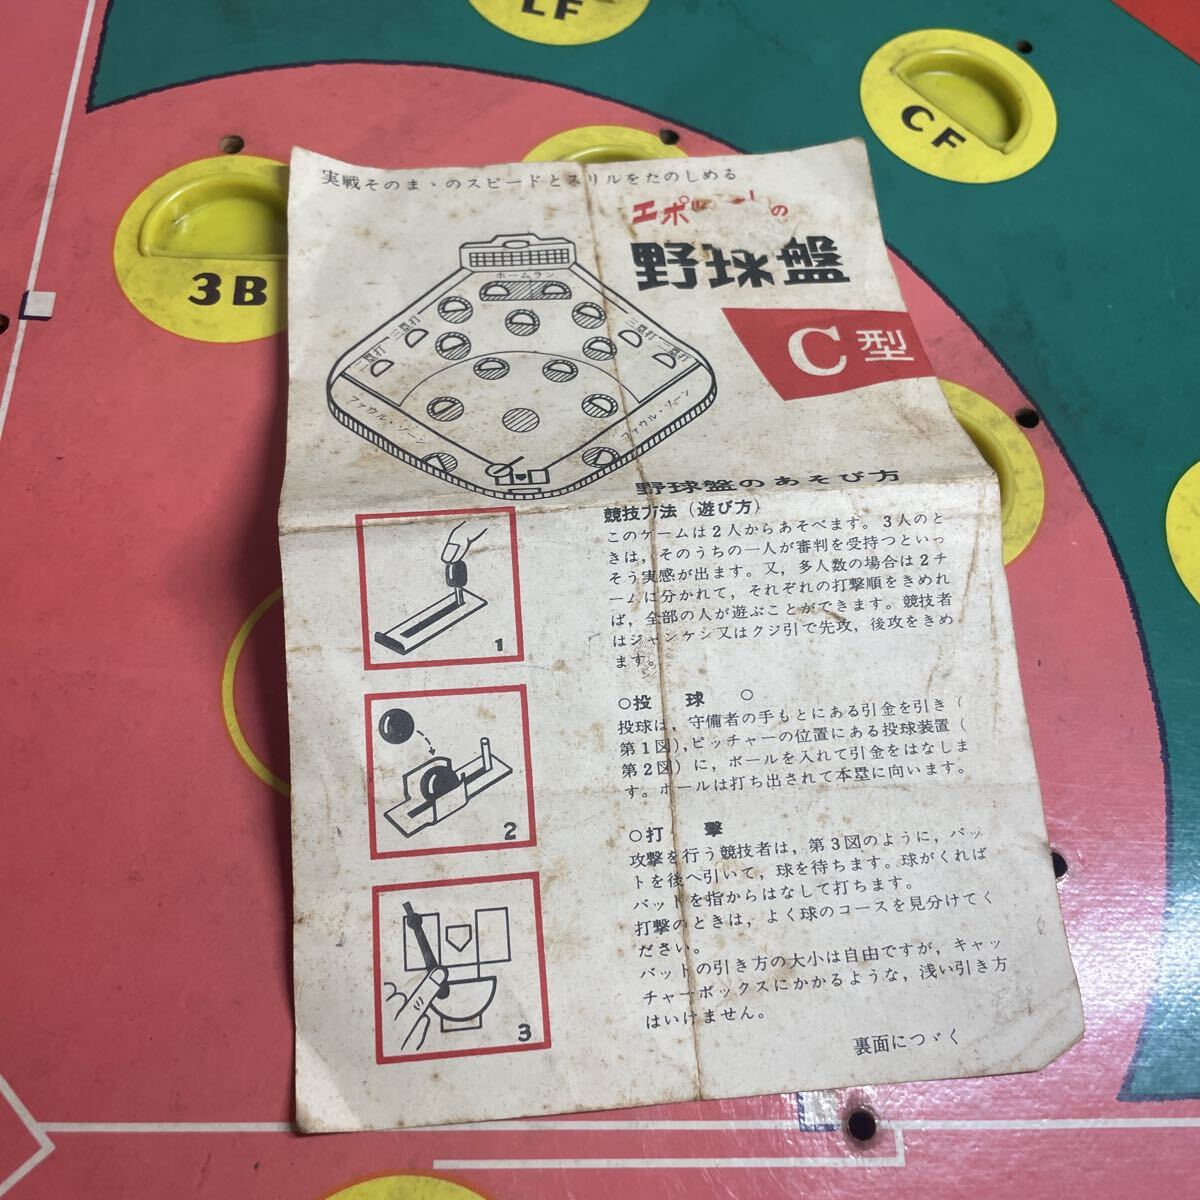 LF
CF
3B
実戦そのまゝのスピードとスリルをたのしめる
エポ の
野球盤
C型
ホームラン
三塁打
二塁打
三塁打
二塁打
ファウル・ゾーン
ファウル・ゾーン
野球盤のあそび方
競技方法（遊び方）
このゲームは2人からあそべます。3人のと
きは，そのうちの一人が審判を受持つといっ
そう実感が出ます。又，多人数の場合は2チ
ームに分かれて，それぞれの打撃順をきめれ
ば，全部の人が遊ぶことができます。競技者
はジャンケン又はクジ引で先攻，後攻をきめ
ます。
1
○投球○
投球は，守備者の手もとにある引金を引き（
第1図），ピッチャーの位置にある投球装置（
第2図）に，ボールを入れて引金をはなしま
す。ボールは打ち出されて本塁に向います。
2
○打撃
攻撃を行う競技者は，第3図のように，バッ
トを後へ引いて，球を待ちます。球がくれば
バットを指からはなして打ちます。
打撃のときは，よく球のコースを見分けてく
ださい。
バットの引き方の大小は自由ですが，キャッ
チャーボックスにかかるような，浅い引き方
はいけません。
3
裏面につゞく